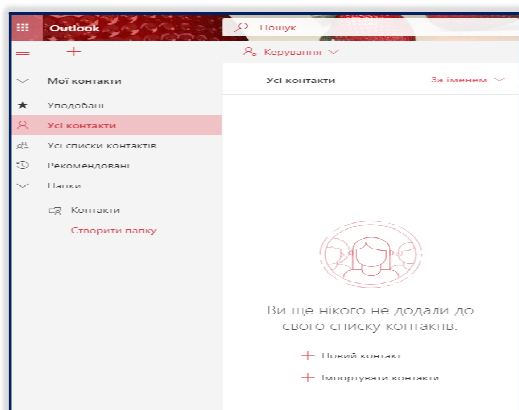 Outlook
Пошук
Керування
Мої контакти
Усі контакти
За іменем
Уподобані
Усі контакти
Усі списки контактів
Рекомендовані
Папки
Контакти
Створити папку
Ви ще нікого не додали до
свого списку контактів.
Новий контакт
Імпортувати контакти